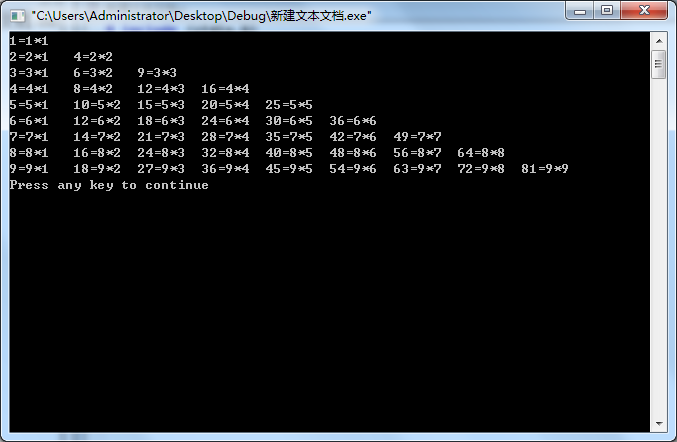 "C:\Users\Administrator\Desktop\Debug\新建文本文档.exe"
1=1*1
2=2*1 4=2*2
3=3*1 6=3*2 9=3*3
4=4*1 8=4*2 12=4*3 16=4*4
5=5*1 10=5*2 15=5*3 20=5*4 25=5*5
6=6*1 12=6*2 18=6*3 24=6*4 30=6*5 36=6*6
7=7*1 14=7*2 21=7*3 28=7*4 35=7*5 42=7*6 49=7*7
8=8*1 16=8*2 24=8*3 32=8*4 40=8*5 48=8*6 56=8*7 64=8*8
9=9*1 18=9*2 27=9*3 36=9*4 45=9*5 54=9*6 63=9*7 72=9*8 81=9*9
Press any key to continue